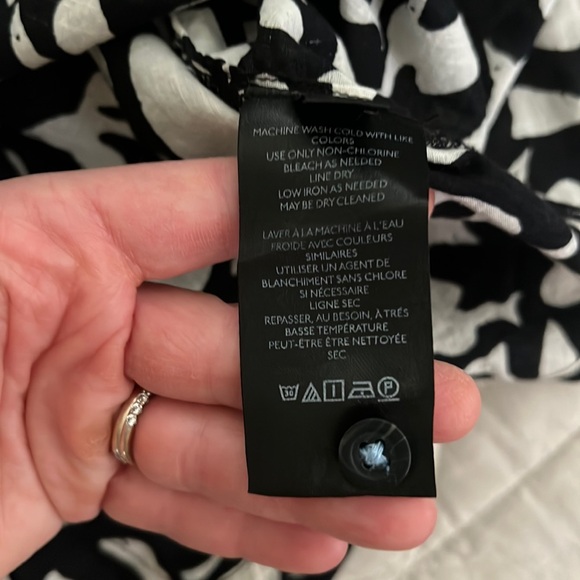 MACHINE WASH COLD WITH LIKE
COLORS
USE ONLY NON-CHLORINE
BLEACH AS NEEDED
LINE DRY
LOW IRON AS NEEDED
MAY BE DRY CLEANED
LAVER À LA MACHINE À L'EAU
FROIDE AVEC COULEURS
SIMILAIRES
UTILISER UN AGENT DE
BLANCHIMENT SANS CHLORE
SI NÉCESSAIRE
LIGNE SEC
REPASSER, AU BESOIN, À TRÉS
BASSE TEMPÉRATURE
PEUT-ÊTRE ÊTRE NETTOYÉE
SEC
30 P